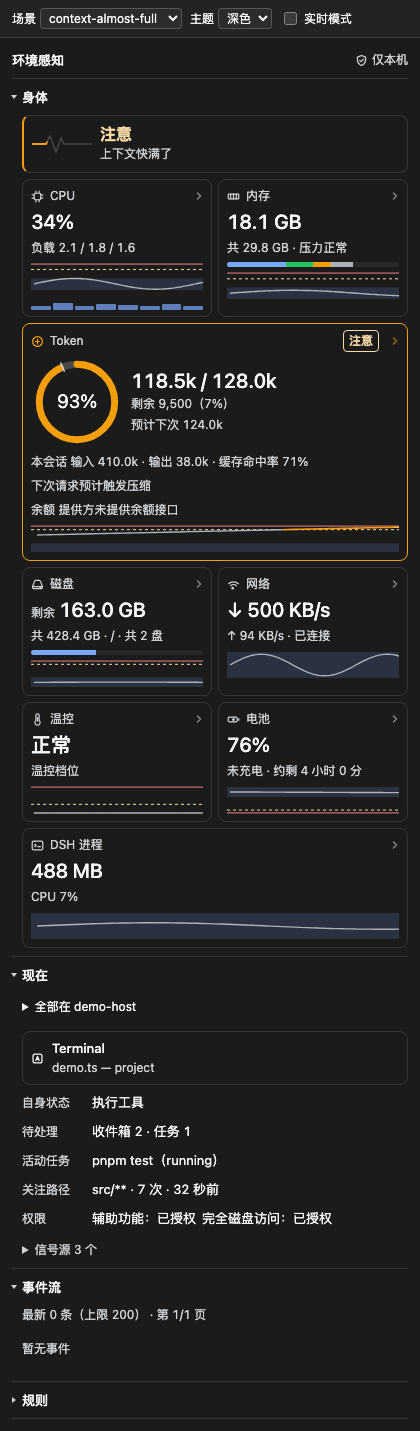 场景 context-almost-full 主题 深色 实时模式
环境感知 仅本机
身体
注意
上下文快满了
CPU
34%
负载 2.1 / 1.8 / 1.6
内存
18.1 GB
共 29.8 GB · 压力正常
Token 注意
93%
118.5k / 128.0k
剩余 9,500（7%）
预计下次 124.0k
本会话 输入 410.0k · 输出 38.0k · 缓存命中率 71%
下次请求预计触发压缩
余额 提供方未提供余额接口
磁盘
剩余 163.0 GB
共 428.4 GB · / · 共 2 盘
网络
↓ 500 KB/s
↑ 94 KB/s · 已连接
温控
正常
温控档位
电池
76%
未充电 · 约剩 4 小时 0 分
DSH 进程
488 MB
CPU 7%
现在
全部在 demo-host
Terminal
demo.ts — project
自身状态 执行工具
待处理 收件箱 2 · 任务 1
活动任务 pnpm test（running）
关注路径 src/** · 7 次 · 32 秒前
权限 辅助功能：已授权 完全磁盘访问：已授权
信号源 3 个
事件流
最新 0 条（上限 200） · 第 1/1 页
暂无事件
规则